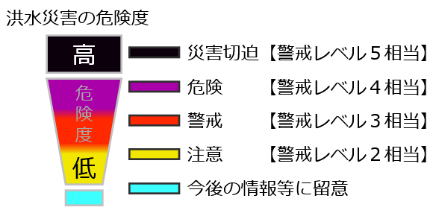 洪水災害の危険度
高
危険度
低
災害切迫【警戒レベル５相当】
危険 【警戒レベル４相当】
警戒 【警戒レベル３相当】
注意 【警戒レベル２相当】
今後の情報等に留意